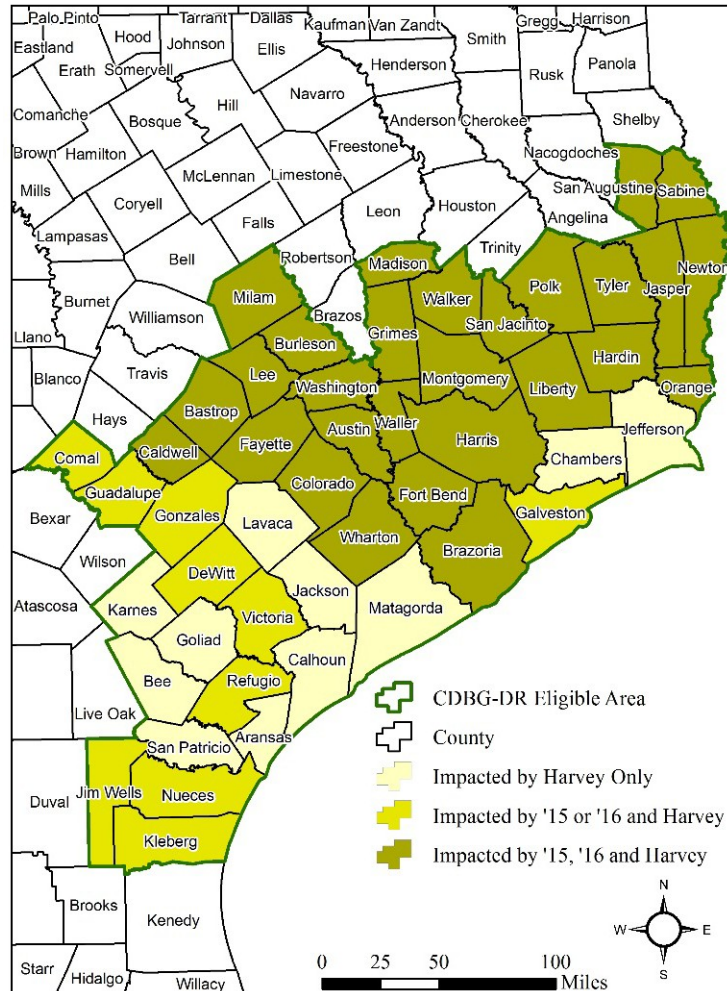 Palo Pinto
Tarrant
Dallas
Kaufman
Van Zandt
Gregg
Harrison
Hood
Johnson
Ellis
Smith
Eastland
Erath
Somervell
Henderson
Rusk
Panola
Navarro
Comanche
Bosque
Hill
Anderson
Cherokee
Shelby
Freestone
Brown
Hamilton
McLennan
Limestone
Nacogdoches
Mills
San Augustine
Sabine
Coryell
Leon
Houston
Angelina
Lampasas
Falls
Bell
Robertson
Trinity
Madison
Newton
Burnet
Milam
Walker
Polk
Tyler
Jasper
Williamson
Brazos
Llano
Grimes
San Jacinto
Burleson
Blanco
Travis
Lee
Washington
Montgomery
Liberty
Hardin
Orange
Hays
Bastrop
Waller
Austin
Jefferson
Comal
Caldwell
Fayette
Harris
Chambers
Guadalupe
Colorado
Fort Bend
Bexar
Gonzales
Lavaca
Galveston
Wharton
Brazoria
Wilson
DeWitt
Jackson
Atascosa
Karnes
Victoria
Matagorda
Goliad
Calhoun
Bee
Refugio
Live Oak
San Patricio
Aransas
Duval
Jim Wells
Nueces
Kleberg
Brooks
Kenedy
Starr
Hidalgo
Willacy
CDBG-DR Eligible Area
County
Impacted by Harvey Only
Impacted by '15 or '16 and Harvey
Impacted by '15, '16 and Harvey
N
W
E
S
0 25 50 100
Miles